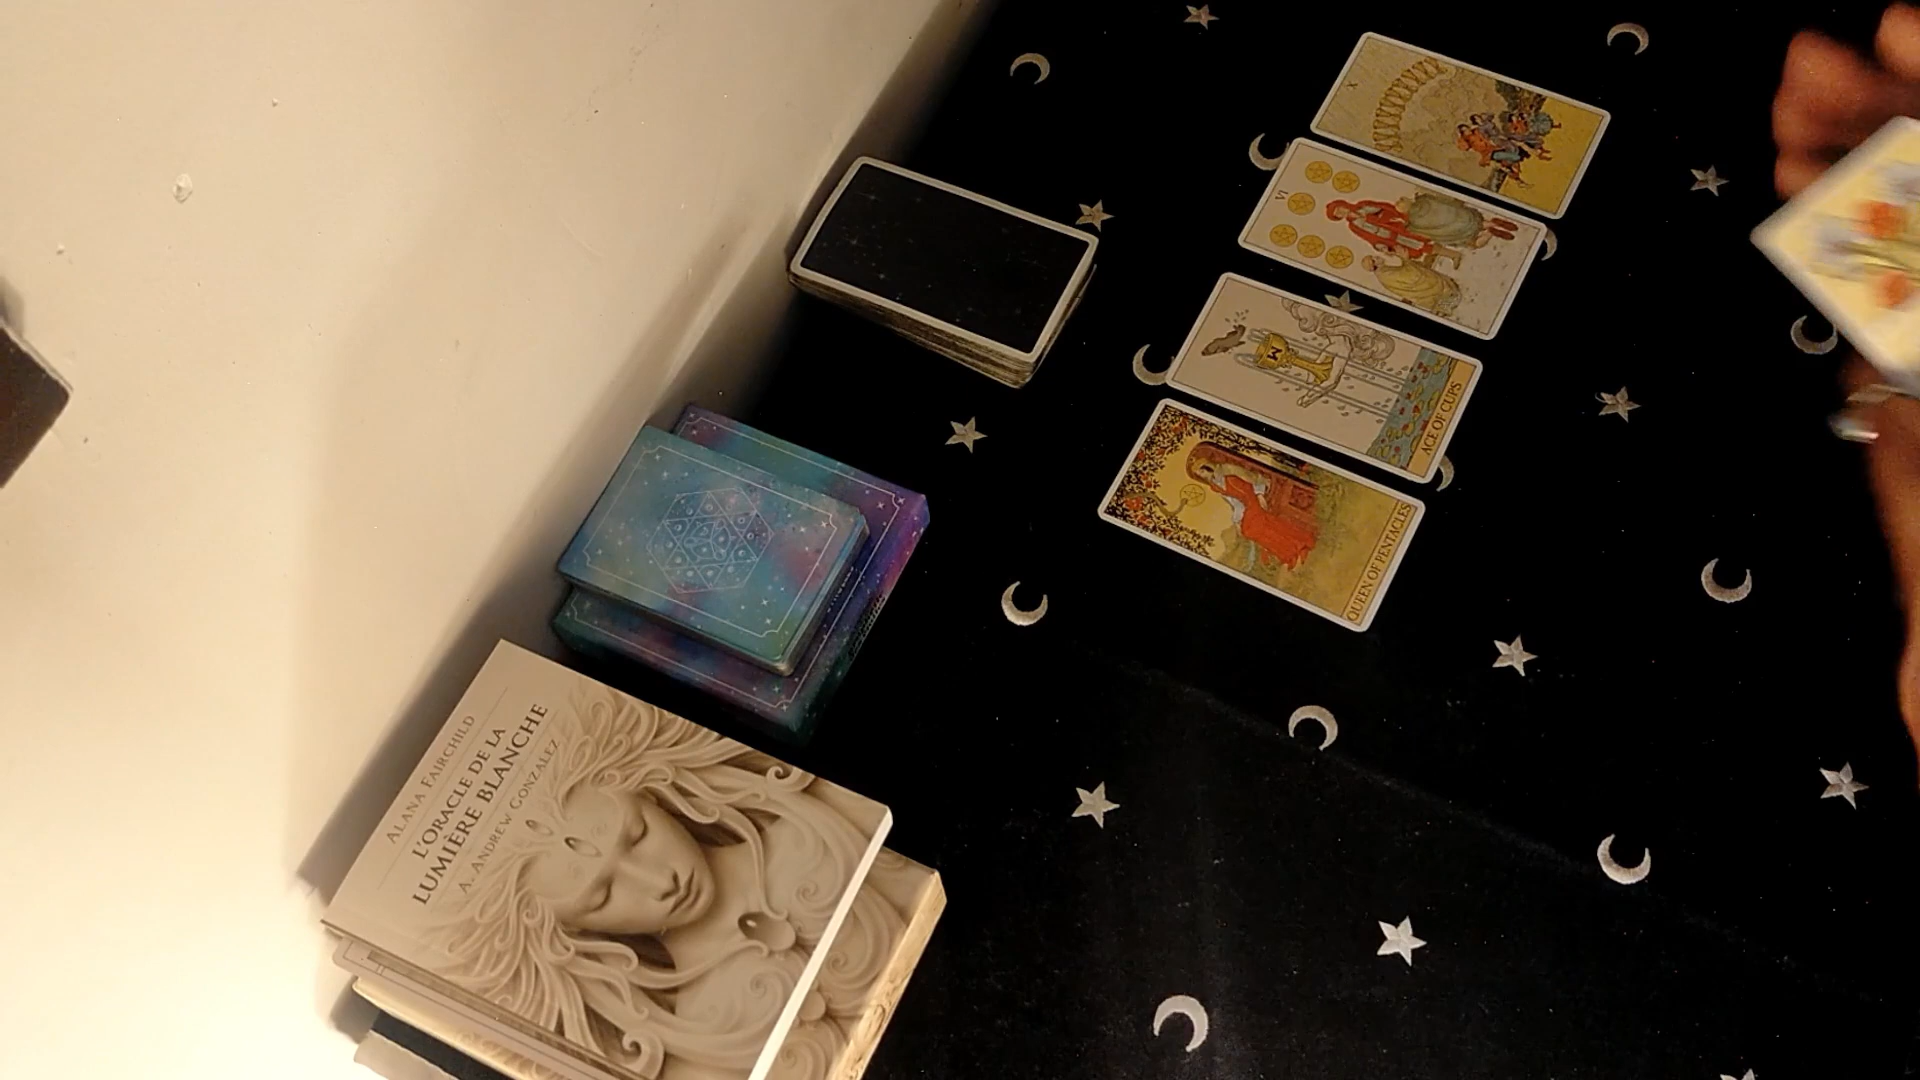 ALANA FAIRCHILD
L'ORACLE DE LA
LUMIÈRE BLANCHE
A. ANDREW GONZALEZ
X
VI
ACE OF CUPS
QUEEN OF PENTACLES